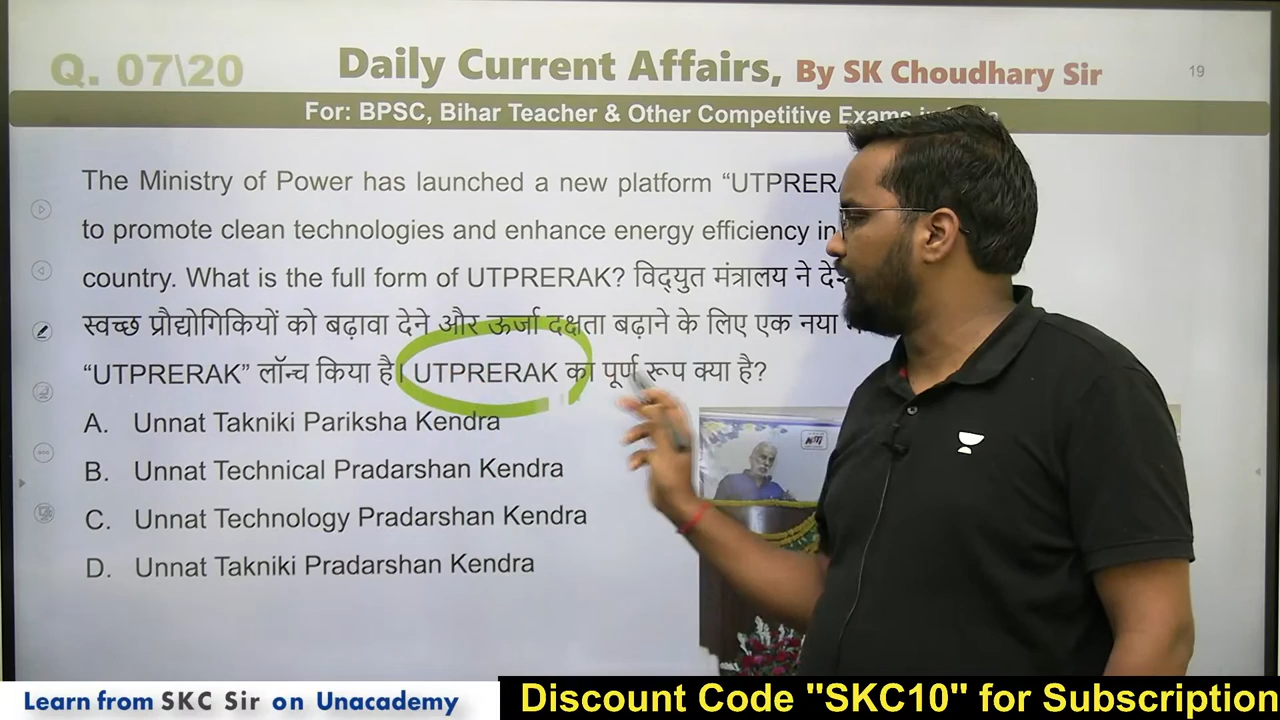 Q. 07\20
Daily Current Affairs, By SK Choudhary Sir
19
For: BPSC, Bihar Teacher & Other Competitive Exams
The Ministry of Power has launched a new platform “UTPRERA
to promote clean technologies and enhance energy efficiency in
country. What is the full form of UTPRERAK? विद्युत मंत्रालय ने
स्वच्छ प्रौद्योगिकियों को बढ़ावा देने और ऊर्जा दक्षता बढ़ाने के लिए एक नया
“UTPRERAK” लॉन्च किया है। UTPRERAK का पूर्ण रूप क्या है?
A. Unnat Takniki Pariksha Kendra
B. Unnat Technical Pradarshan Kendra
C. Unnat Technology Pradarshan Kendra
D. Unnat Takniki Pradarshan Kendra
Learn from SKC Sir on Unacademy
Discount Code "SKC10" for Subscription